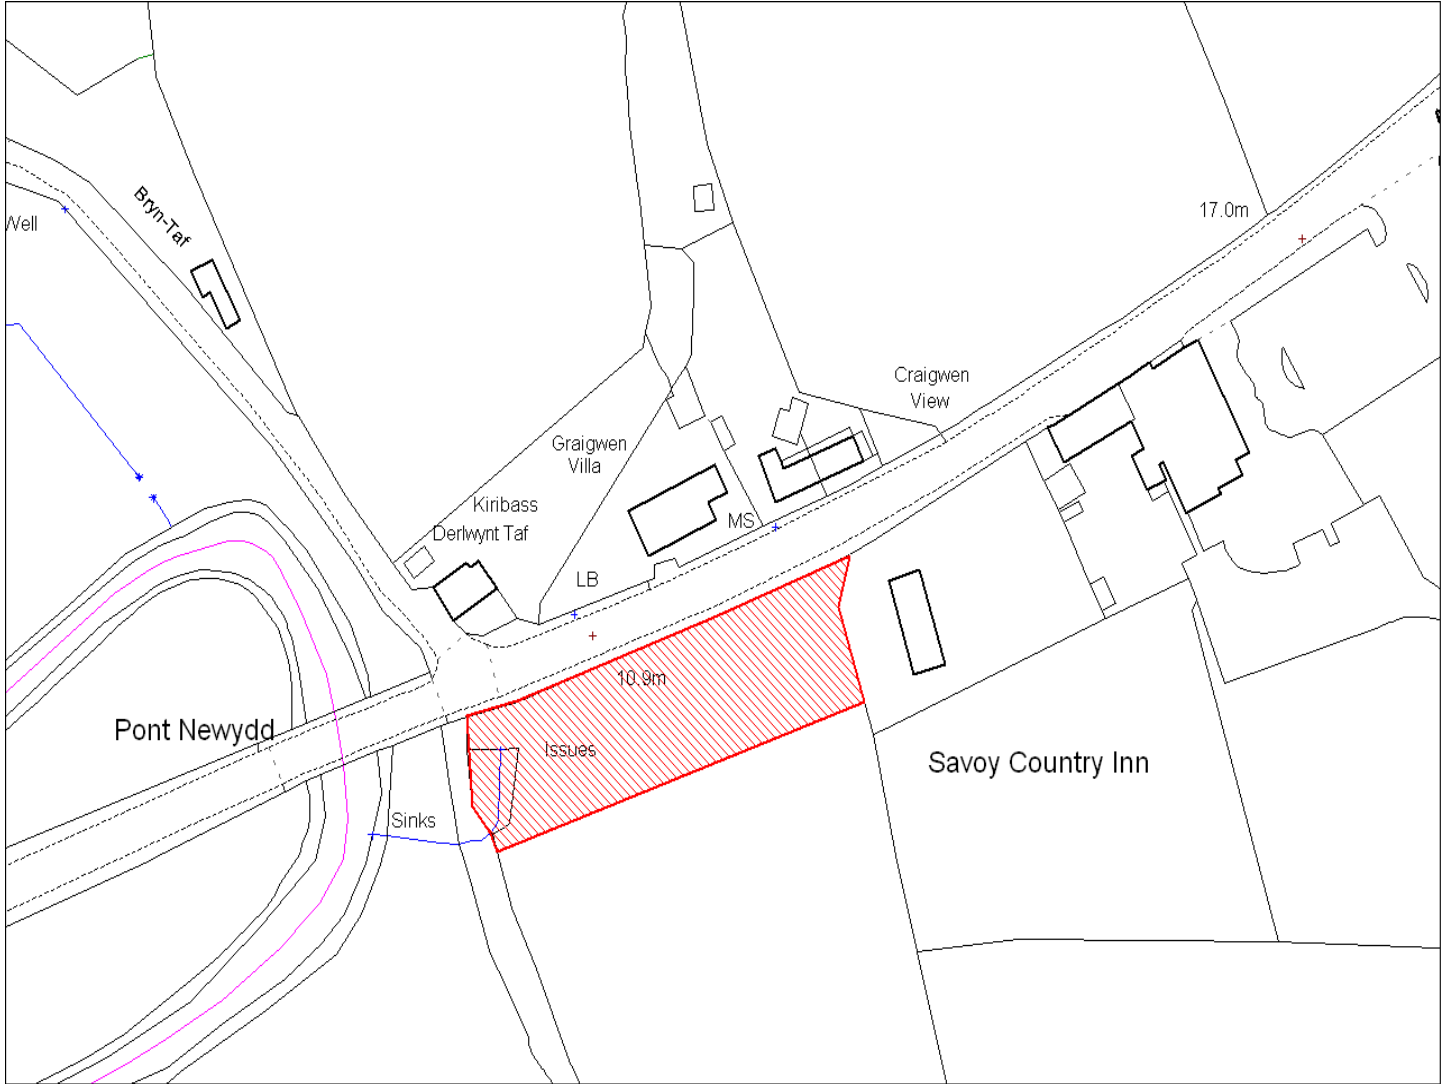 17.0m
Bryn-Taf
Well
Craigwen
View
Graigwen
Villa
Kiribass
Derlwynt Taf
MS
LB
10.9m
Pont Newydd
Issues
Savoy Country Inn
Sinks